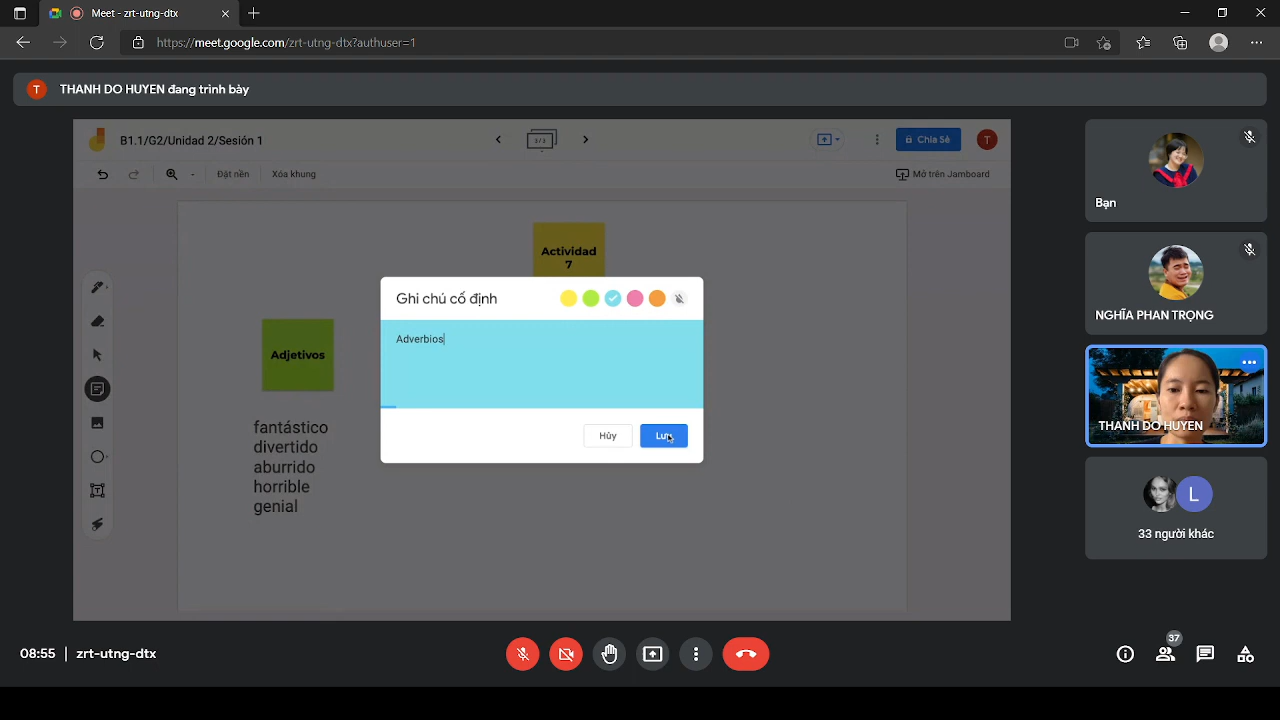 Meet - zrt-utng-dtx
https://meet.google.com/zrt-utng-dtx?authuser=1
T
THANH DO HUYEN đang trình bày
B1.1/G2/Unidad 2/Sesión 1
3/3
Chia Sẻ
T
Đặt nền
Xóa khung
Mở trên Jamboard
Actividad
7
Ghi chú cố định
Adverbios
Hủy
Lưu
Adjetivos
fantástico
divertido
aburrido
horrible
genial
Bạn
NGHĨA PHAN TRỌNG
THANH DO HUYEN
L
33 người khác
08:55 | zrt-utng-dtx
37